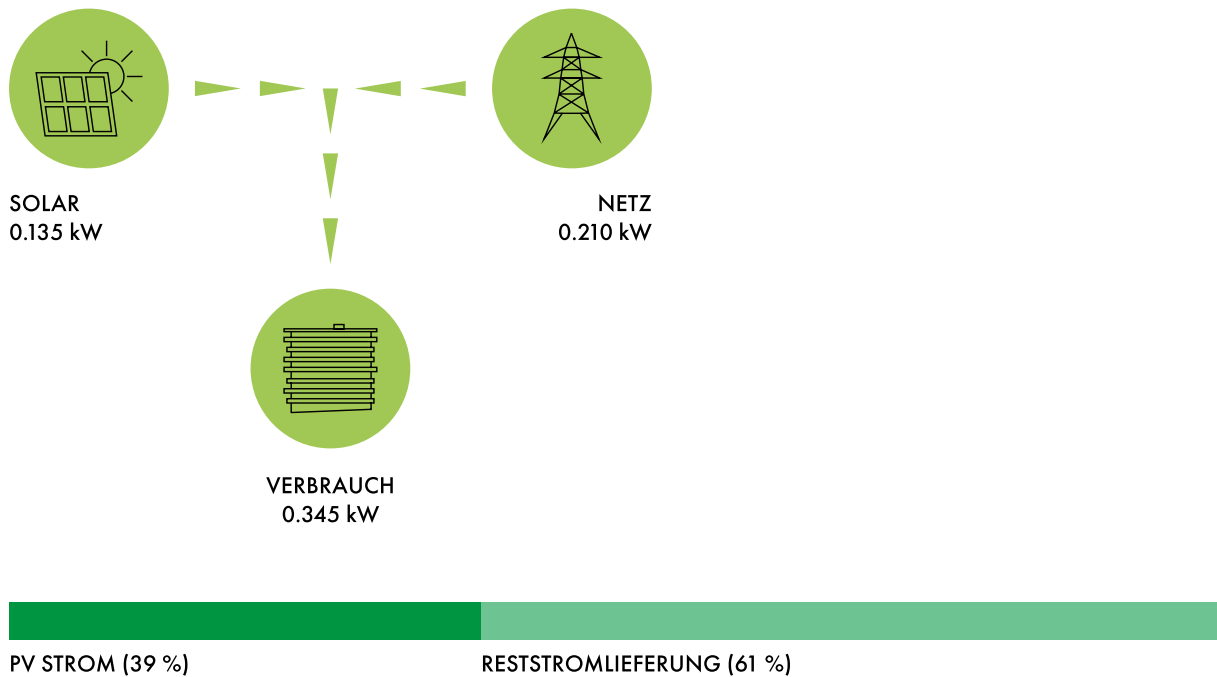 SOLAR
0.135 kW
NETZ
0.210 kW
VERBRAUCH
0.345 kW
PV STROM (39 %)
RESTSTROMLIEFERUNG (61 %)